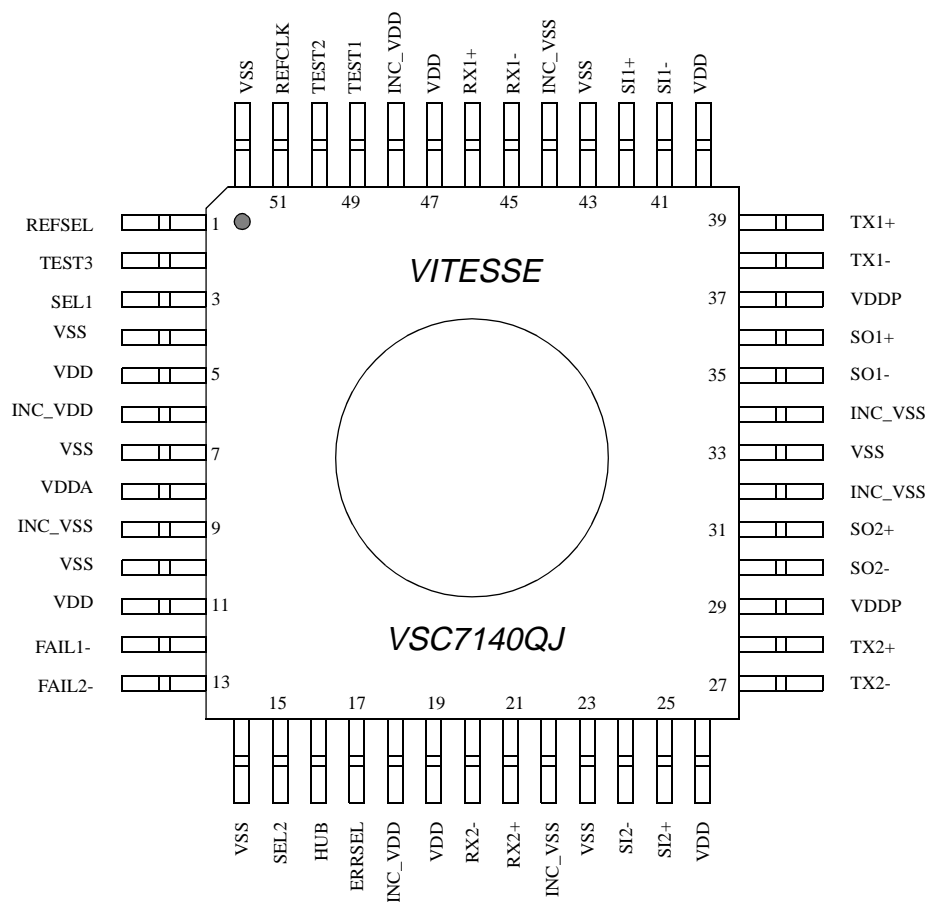 VSS
REFCLK
TEST2
TEST1
INC_VDD
VDD
RX1+
RX1-
INC_VSS
VSS
SI1+
SI1-
VDD
51
49
47
45
43
41
REFSEL
1
39
TX1+
TEST3
VITESSE
TX1-
SEL1
3
37
VDDP
VSS
SO1+
VDD
5
35
SO1-
INC_VDD
INC_VSS
VSS
7
33
VSS
VDDA
INC_VSS
INC_VSS
9
31
SO2+
VSS
SO2-
VDD
11
29
VDDP
FAIL1-
VSC7140QJ
TX2+
FAIL2-
13
27
TX2-
15
17
19
21
23
25
VSS
SEL2
HUB
ERRSEL
INC_VDD
VDD
RX2-
RX2+
INC_VSS
VSS
SI2-
SI2+
VDD